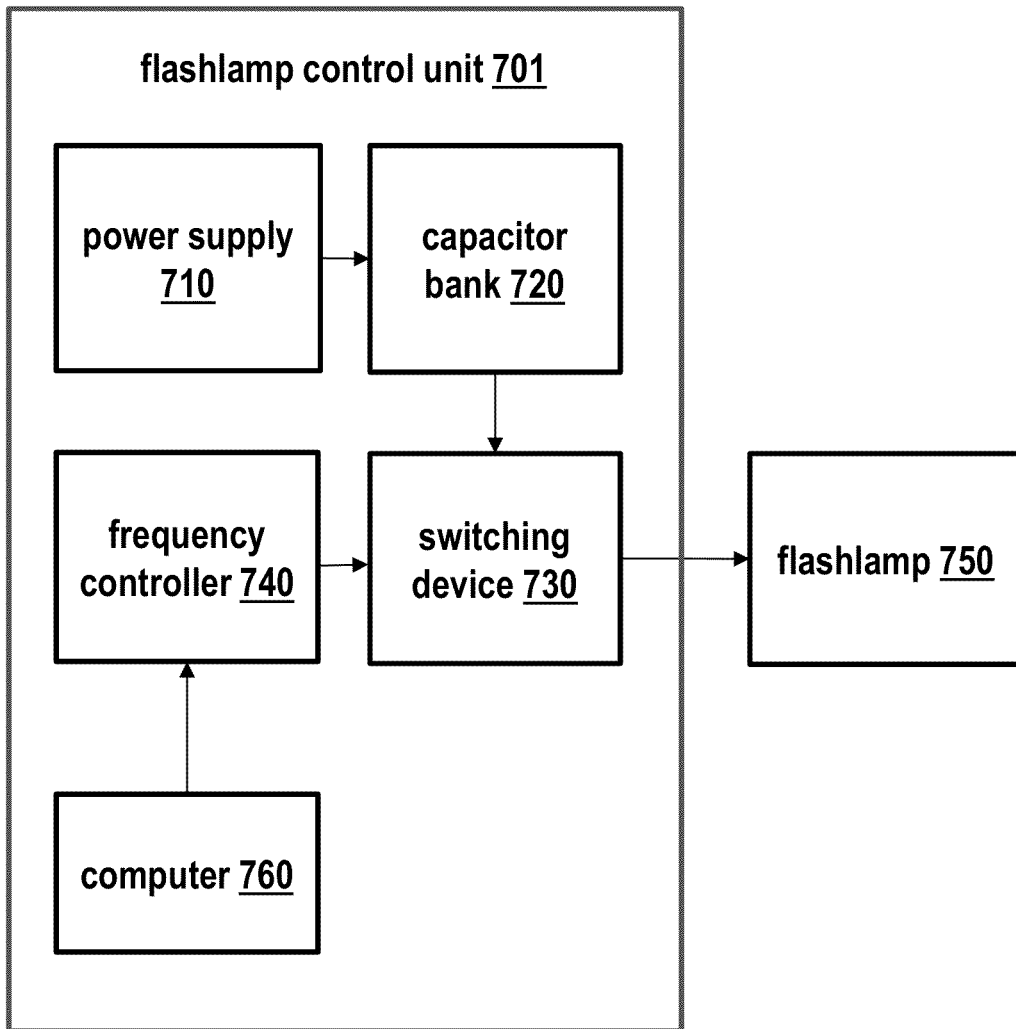 flashlamp control unit 701
power supply
710
capacitor
bank 720
frequency
controller 740
switching
device 730
flashlamp 750
computer 760